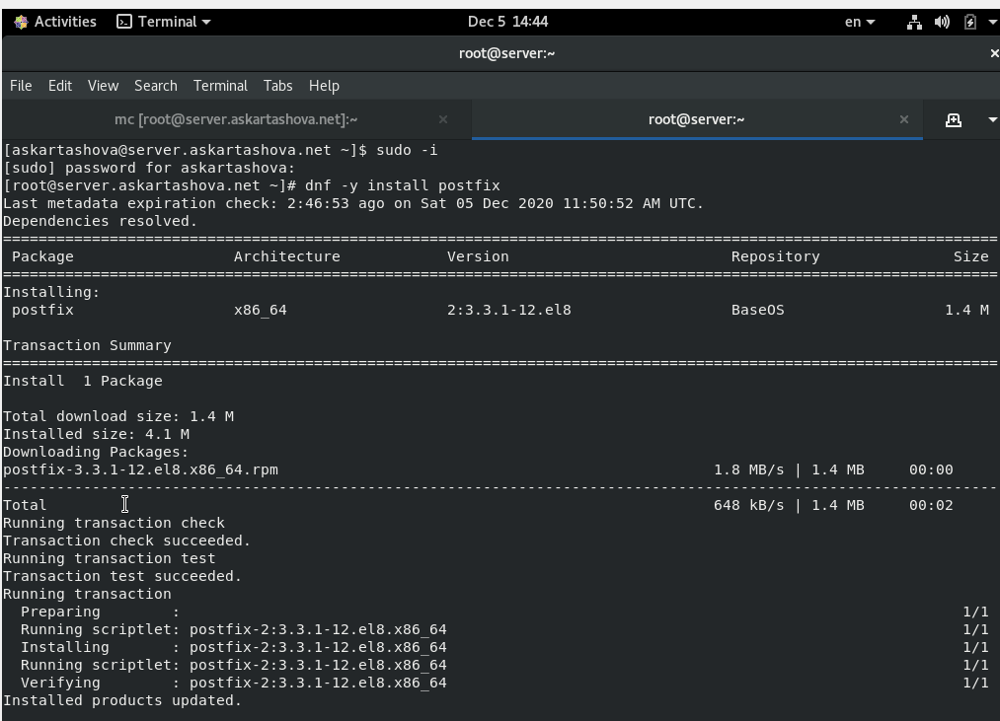 Activities Terminal Dec 5 14:44 en
root@server:~
File Edit View Search Terminal Tabs Help
mc [root@server.askartashova.net]:~ × root@server:~ ×
[askartashova@server.askartashova.net ~]$ sudo -i
[sudo] password for askartashova:
[root@server.askartashova.net ~]# dnf -y install postfix
Last metadata expiration check: 2:46:53 ago on Sat 05 Dec 2020 11:50:52 AM UTC.
Dependencies resolved.
================================================================================================================
Package Architecture Version Repository Size
================================================================================================================
Installing:
postfix x86_64 2:3.3.1-12.el8 BaseOS 1.4 M
Transaction Summary
================================================================================================================
Install 1 Package
Total download size: 1.4 M
Installed size: 4.1 M
Downloading Packages:
postfix-3.3.1-12.el8.x86_64.rpm 1.8 MB/s | 1.4 MB 00:00
----------------------------------------------------------------------------------------------------------------
Total 648 kB/s | 1.4 MB 00:02
Running transaction check
Transaction check succeeded.
Running transaction test
Transaction test succeeded.
Running transaction
Preparing : 1/1
Running scriptlet: postfix-2:3.3.1-12.el8.x86_64 1/1
Installing : postfix-2:3.3.1-12.el8.x86_64 1/1
Running scriptlet: postfix-2:3.3.1-12.el8.x86_64 1/1
Verifying : postfix-2:3.3.1-12.el8.x86_64 1/1
Installed products updated.